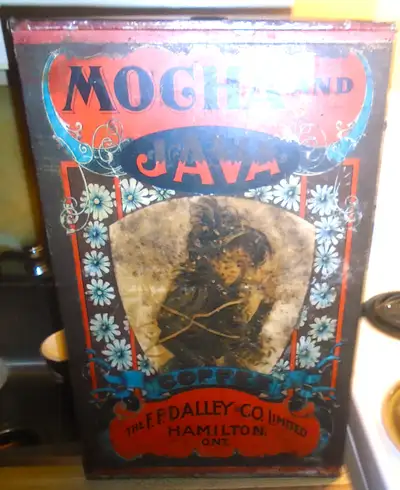 MOCHA AND
JAVA
COFFEE
THE F.F. DALLEY & CO. LIMITED
HAMILTON.
ONT.